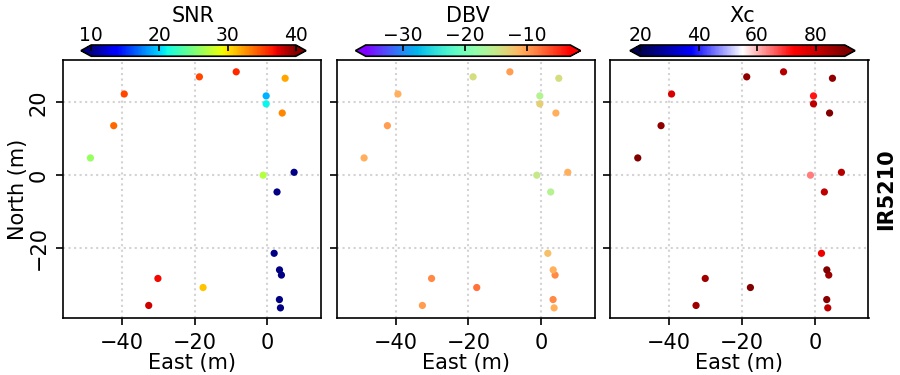 SNR DBV Xc
10 20 30 40 −30 −20 −10 20 40 60 80
20
0
−20
North (m)
−40 −20 0 −40 −20 0 −40 −20 0
East (m) East (m) East (m)
IR5210